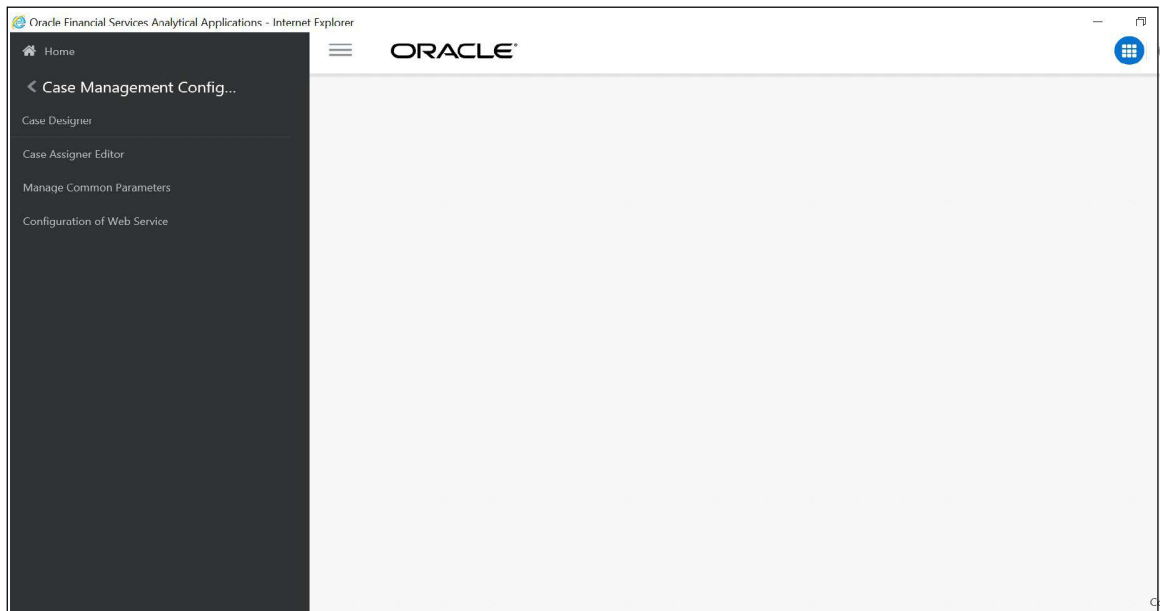 Oracle Financial Services Analytical Applications - Internet Explorer
Home
ORACLE®
Case Management Config...
Case Designer
Case Assigner Editor
Manage Common Parameters
Configuration of Web Service